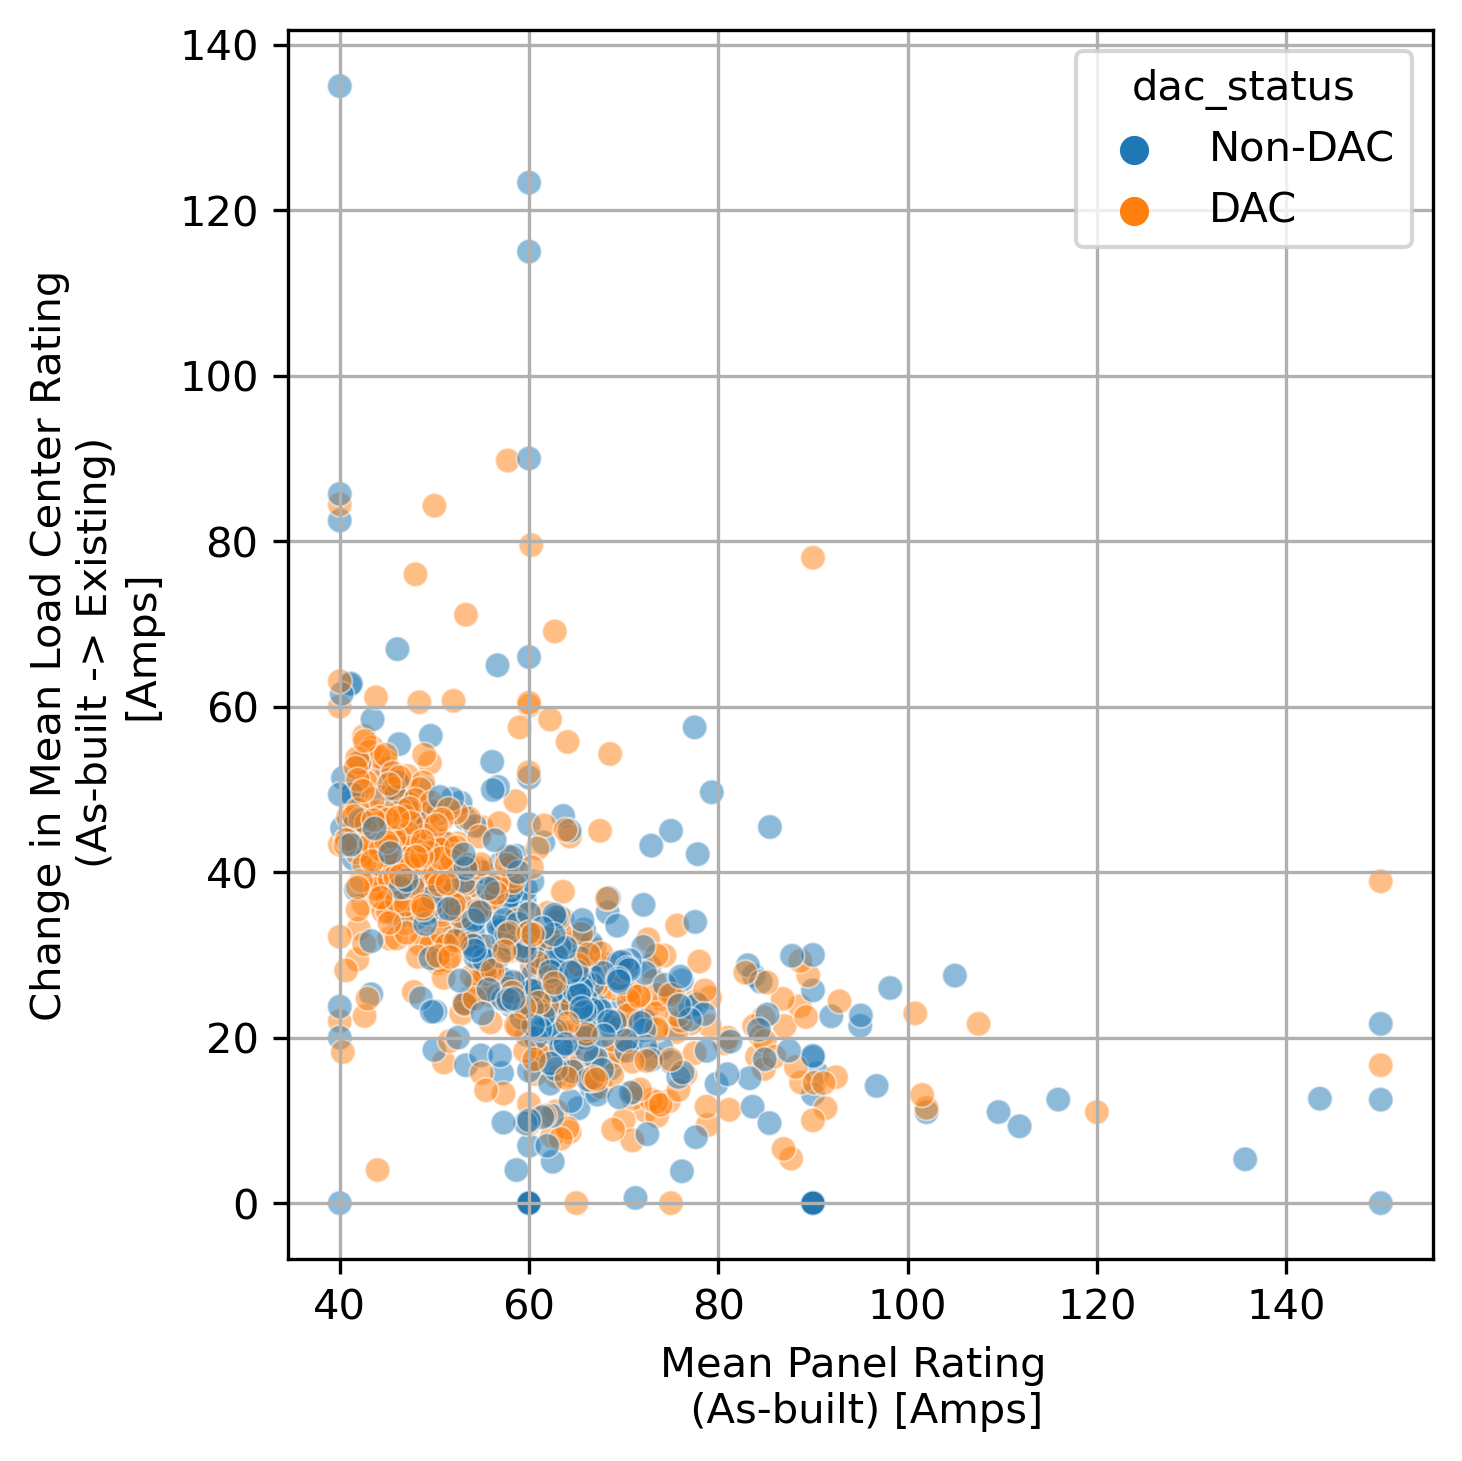 140
120
100
80
60
40
20
0
Change in Mean Load Center Rating
(As-built -> Existing)
[Amps]
dac_status
Non-DAC
DAC
40
60
80
100
120
140
Mean Panel Rating
(As-built) [Amps]